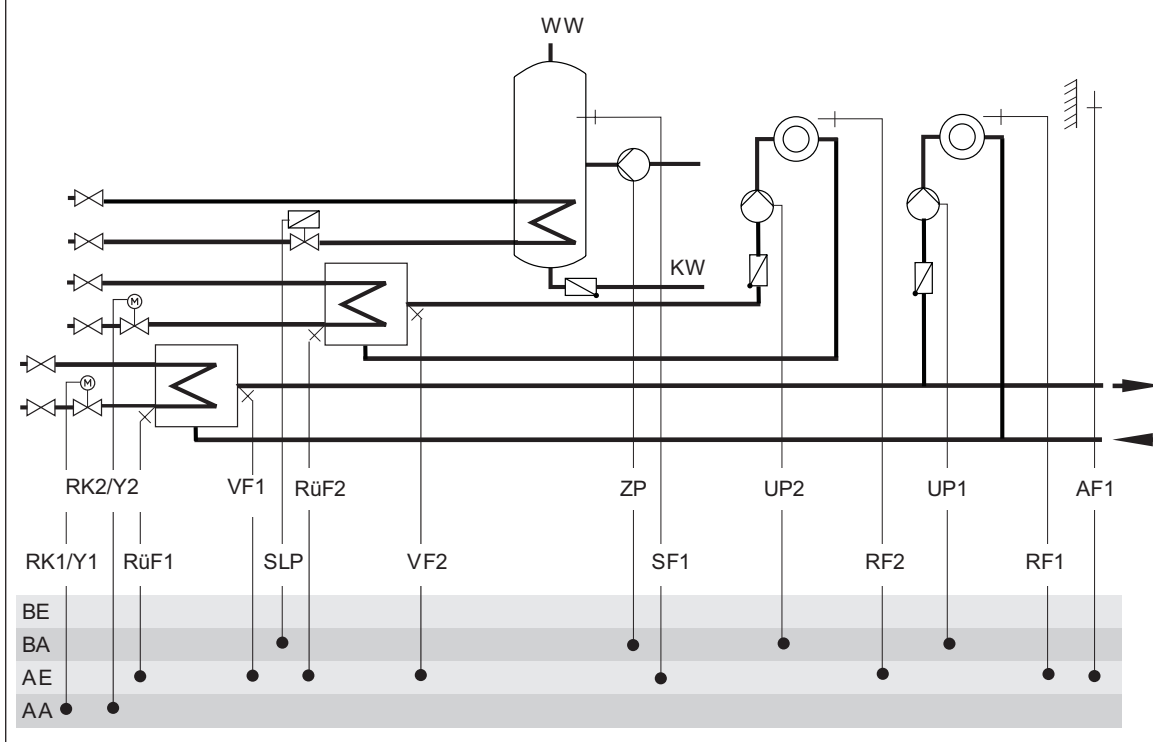 WW
KW
M
M
RK2/Y2 VF1 RüF2 ZP UP2 UP1 AF1
RK1/Y1 RüF1 SLP VF2 SF1 RF2 RF1
BE
BA
AE
AA